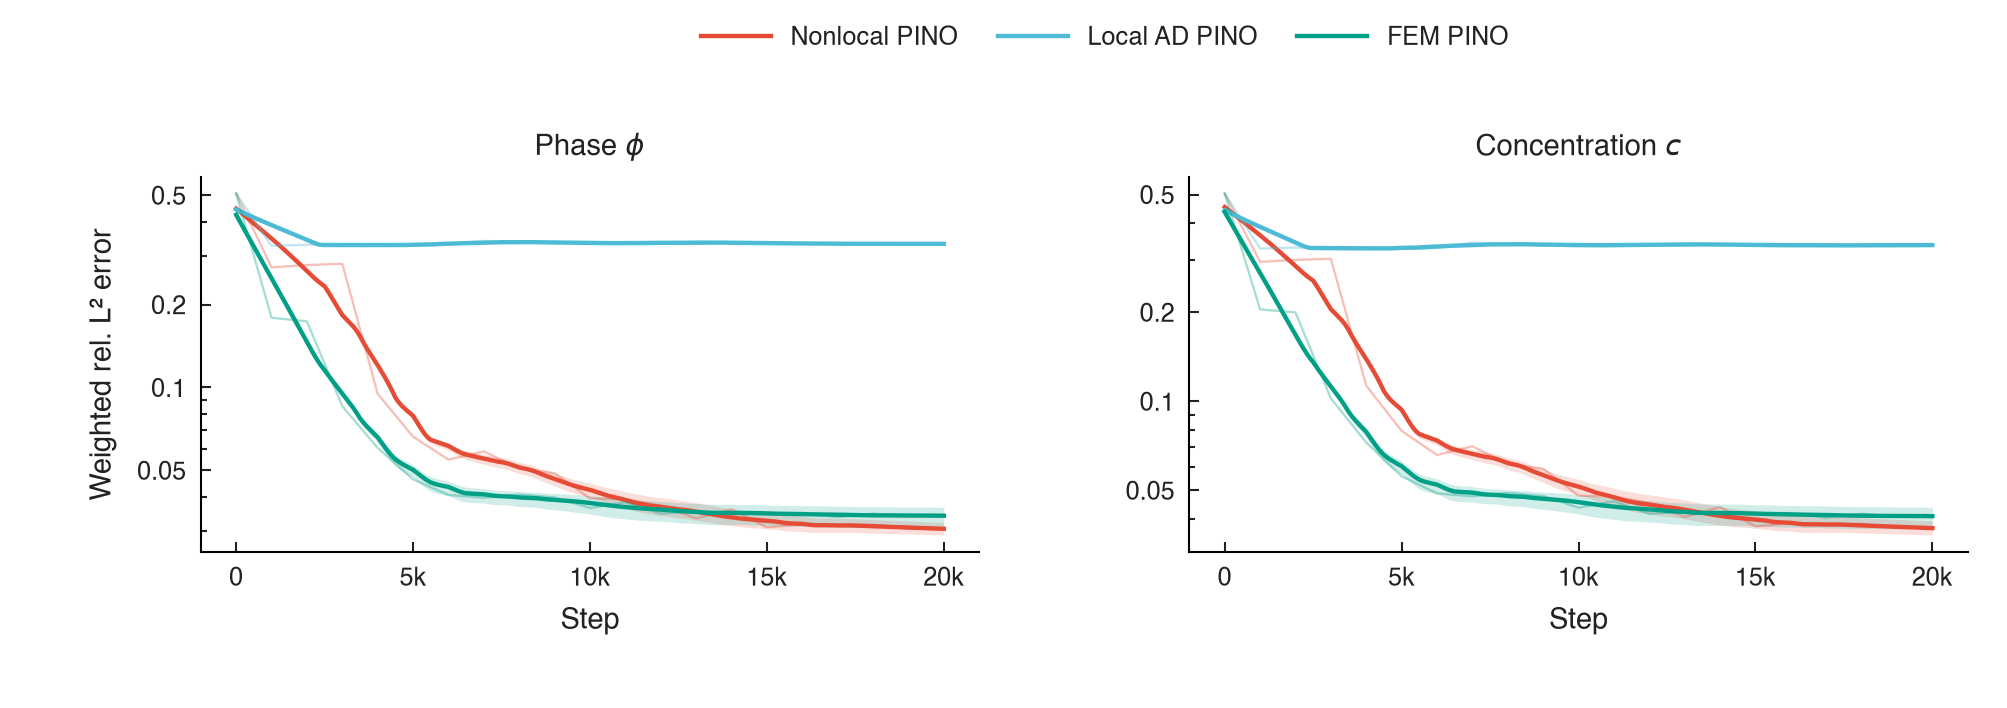 Nonlocal PINO Local AD PINO FEM PINO
Phase ϕ
Weighted rel. L² error
0.5
0.2
0.1
0.05
0 5k 10k 15k 20k
Step
Concentration c
0.5
0.2
0.1
0.05
0 5k 10k 15k 20k
Step